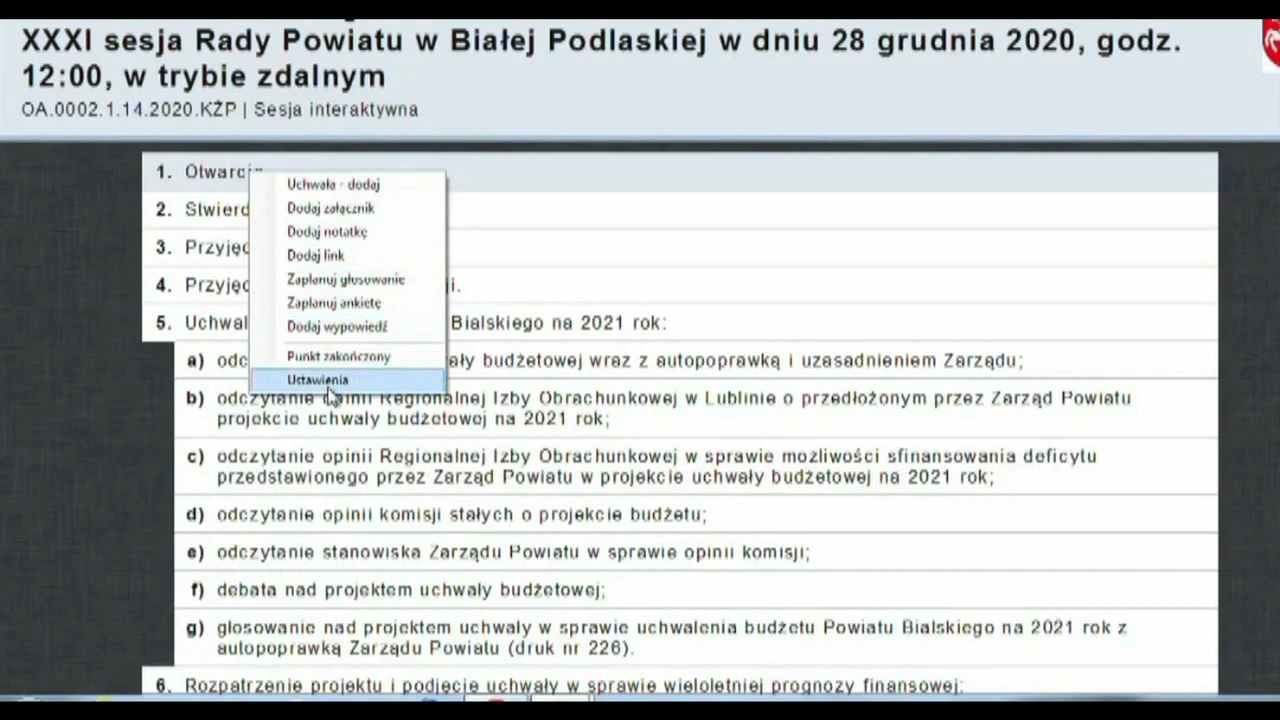 XXXI sesja Rady Powiatu w Białej Podlaskiej w dniu 28 grudnia 2020, godz.
12:00, w trybie zdalnym
OA.0002.1.14.2020.KŻP | Sesja interaktywna
1. Otwarci
2. Stwierd
3. Przyjęc
4. Przyjęc i.
5. Uchwal Bialskiego na 2021 rok:
Uchwała - dodaj
Dodaj załącznik
Dodaj notatkę
Dodaj link
Zaplanuj głosowanie
Zaplanuj ankietę
Dodaj wypowiedź
Punkt zakończony
Ustawienia
a) odc ały budżetowej wraz z autopoprawką i uzasadnieniem Zarządu;
b) odczytanie opinii Regionalnej Izby Obrachunkowej w Lublinie o przedłożonym przez Zarząd Powiatu
projekcie uchwały budżetowej na 2021 rok;
c) odczytanie opinii Regionalnej Izby Obrachunkowej w sprawie możliwości sfinansowania deficytu
przedstawionego przez Zarząd Powiatu w projekcie uchwały budżetowej na 2021 rok;
d) odczytanie opinii komisji stałych o projekcie budżetu;
e) odczytanie stanowiska Zarządu Powiatu w sprawie opinii komisji;
f) debata nad projektem uchwały budżetowej;
g) głosowanie nad projektem uchwały w sprawie uchwalenia budżetu Powiatu Bialskiego na 2021 rok z
autopoprawką Zarządu Powiatu (druk nr 226).
6. Rozpatrzenie projektu i podjęcie uchwały w sprawie wieloletniej prognozy finansowej: